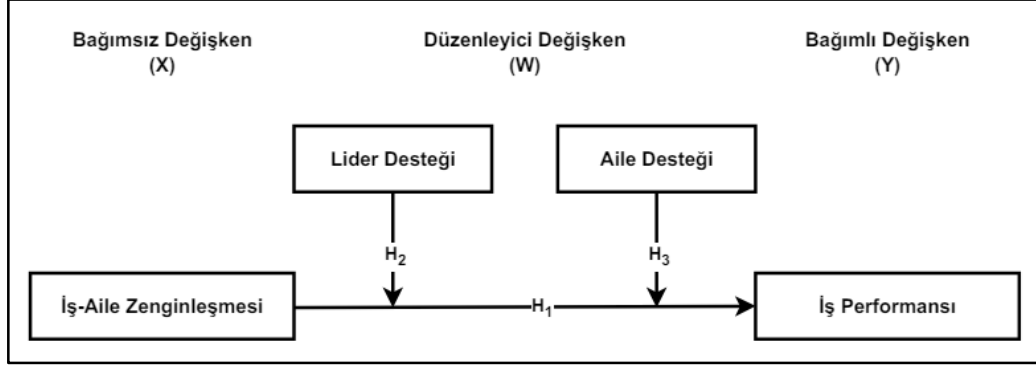 Bağımsız Değişken
(X)
Düzenleyici Değişken
(W)
Bağımlı Değişken
(Y)
Lider Desteği
Aile Desteği
H₂
H₃
İş-Aile Zenginleşmesi
H₁
İş Performansı